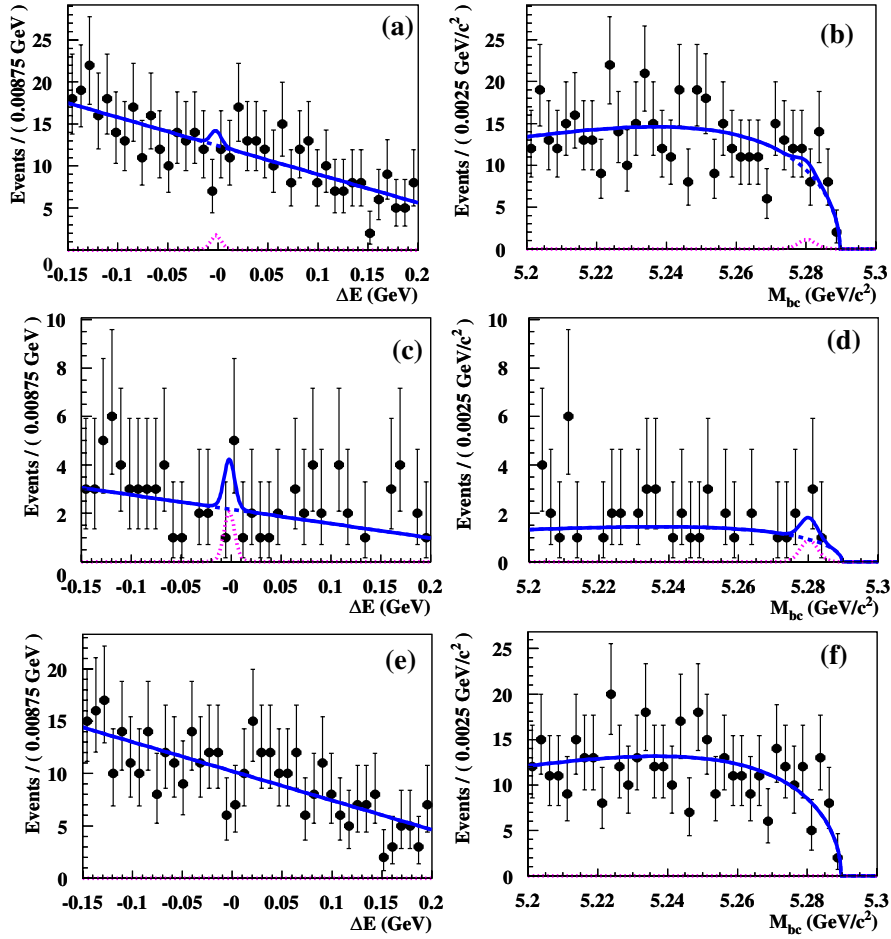 (a)
Events / ( 0.00875 GeV )
25
20
15
10
5
0
-0.15 -0.1 -0.05 -0 0.05 0.1 0.15 0.2
ΔE (GeV)
(b)
Events / ( 0.0025 GeV/c²)
25
20
15
10
5
0
5.2 5.22 5.24 5.26 5.28 5.3
M_bc (GeV/c²)
(c)
Events / ( 0.00875 GeV )
10
8
6
4
2
0
-0.15 -0.1 -0.05 -0 0.05 0.1 0.15 0.2
ΔE (GeV)
(d)
Events / ( 0.0025 GeV/c²)
10
8
6
4
2
0
5.2 5.22 5.24 5.26 5.28 5.3
M_bc (GeV/c²)
(e)
Events / ( 0.00875 GeV )
20
15
10
5
0
-0.15 -0.1 -0.05 -0 0.05 0.1 0.15 0.2
ΔE (GeV)
(f)
Events / ( 0.0025 GeV/c²)
25
20
15
10
5
0
5.2 5.22 5.24 5.26 5.28 5.3
M_bc (GeV/c²)